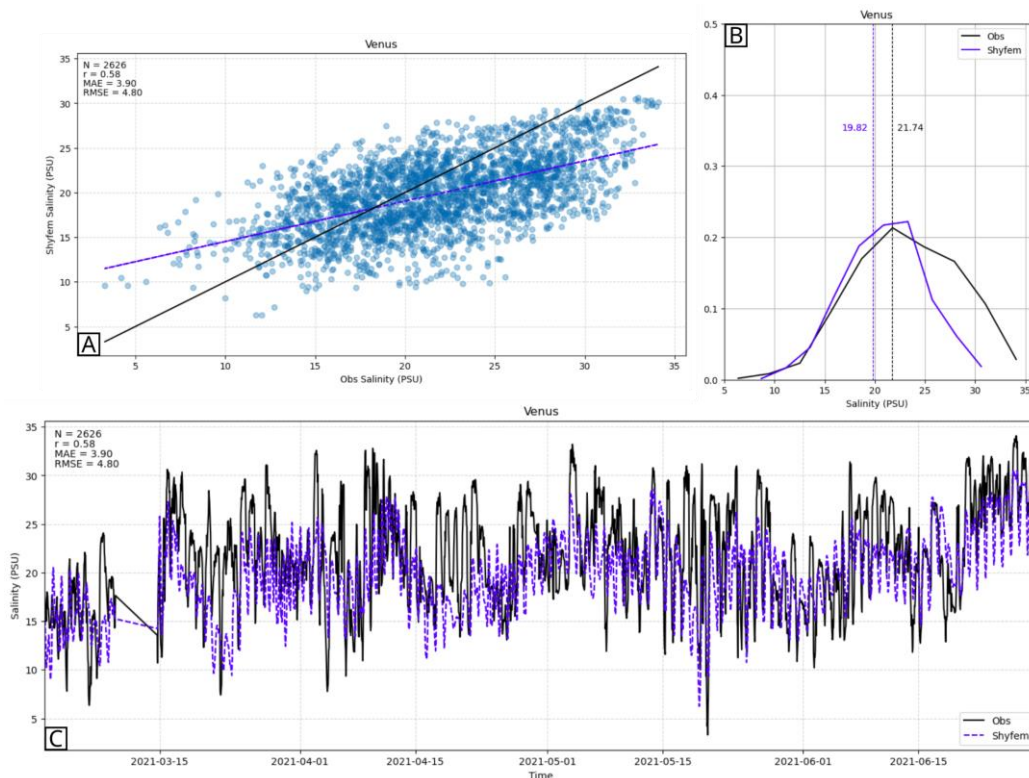 Venus
N = 2626
r = 0.58
MAE = 3.90
RMSE = 4.80
35
30
25
20
15
10
5
Shyfem Salinity (PSU)
A
5 10 15 20 25 30 35
Obs Salinity (PSU)
B
Venus
Obs
Shyfem
0.5
0.4
0.3
0.2
0.1
0.0
19.82 21.74
5 10 15 20 25 30 35
Salinity (PSU)
Venus
N = 2626
r = 0.58
MAE = 3.90
RMSE = 4.80
35
30
25
20
15
10
5
Salinity (PSU)
C
Obs
Shyfem
2021-03-15 2021-04-01 2021-04-15 2021-05-01 2021-05-15 2021-06-01 2021-06-15
Time